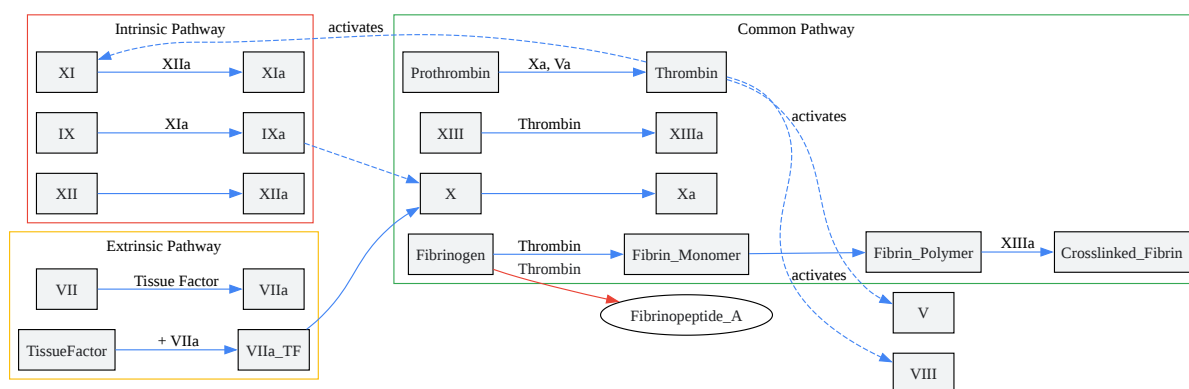 Intrinsic Pathway
XI
XIIa
XIa
IX
XIa
IXa
XII
XIIa
Extrinsic Pathway
VII
Tissue Factor
VIIa
TissueFactor
+ VIIa
VIIa_TF
activates
Common Pathway
Prothrombin
Xa, Va
Thrombin
XIII
Thrombin
XIIIa
activates
X
Xa
Fibrinogen
Thrombin
Fibrin_Monomer
Fibrin_Polymer
XIIIa
Crosslinked_Fibrin
Thrombin
Fibrinopeptide_A
activates
V
VIII